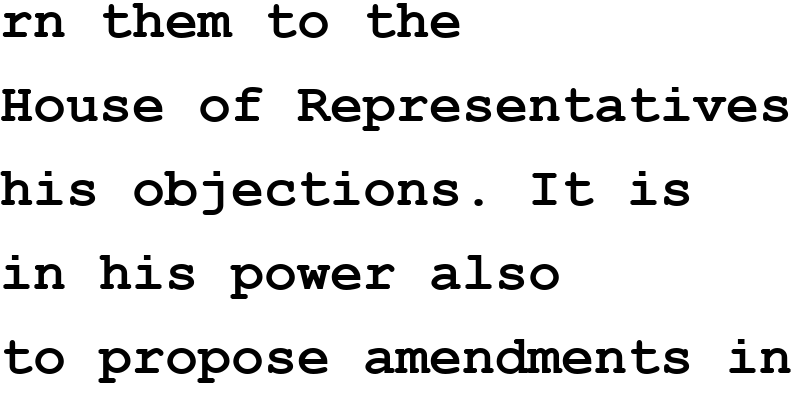 rn them to the
House of Representatives
his objections. It is
in his power also
to propose amendments in